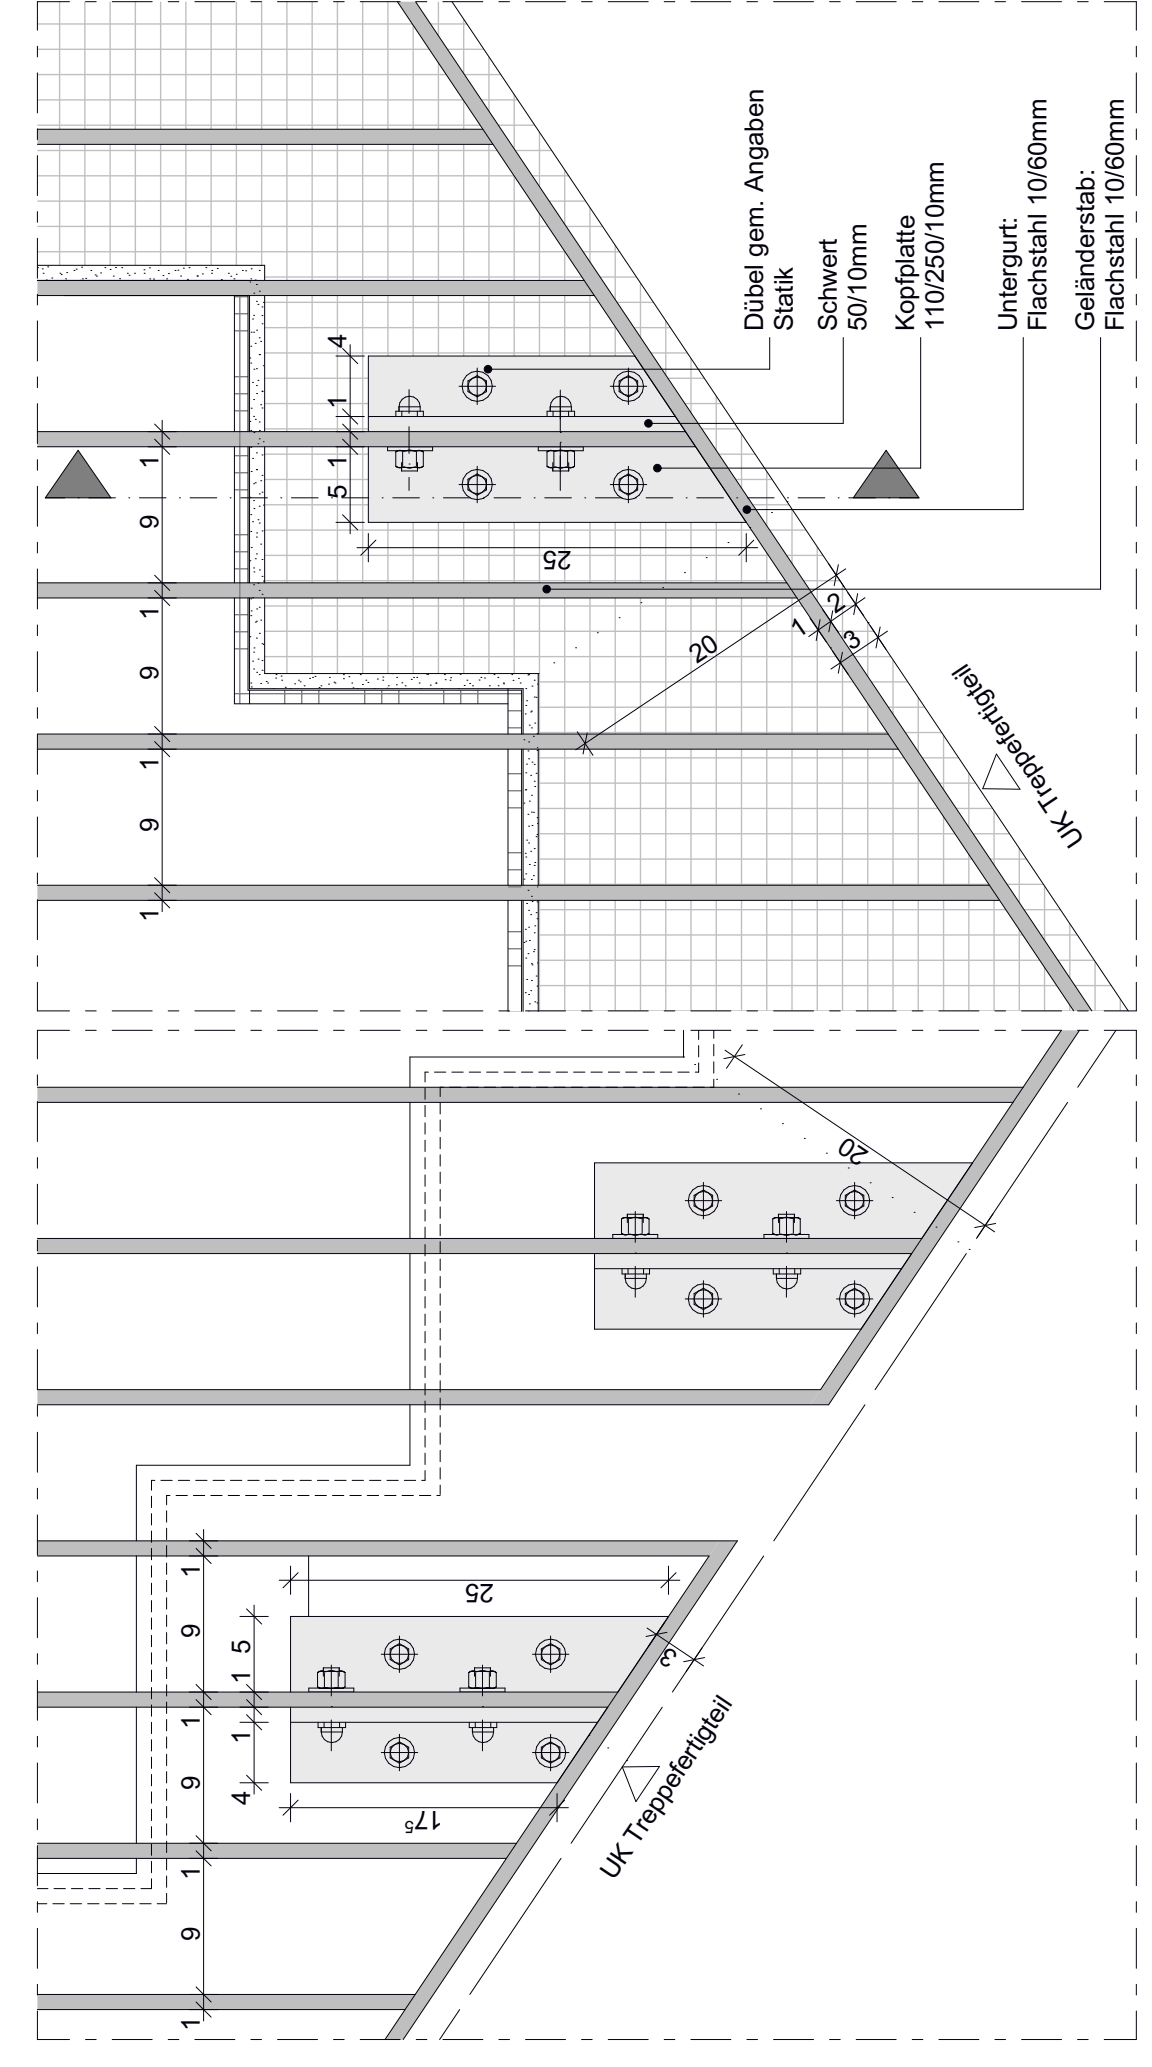 Dübel gem. Angaben
Statik
Schwert
50/10mm
Kopfplatte
110/250/10mm
Untergurt:
Flachstahl 10/60mm
Geländerstab:
Flachstahl 10/60mm
4
1
1
5
25
1
9
1
9
1
9
1
20
1
2
3
UK Treppefertigteil
20
1
9
1
9
1
9
1
5
1
1
4
25
17⁵
3
UK Treppefertigteil